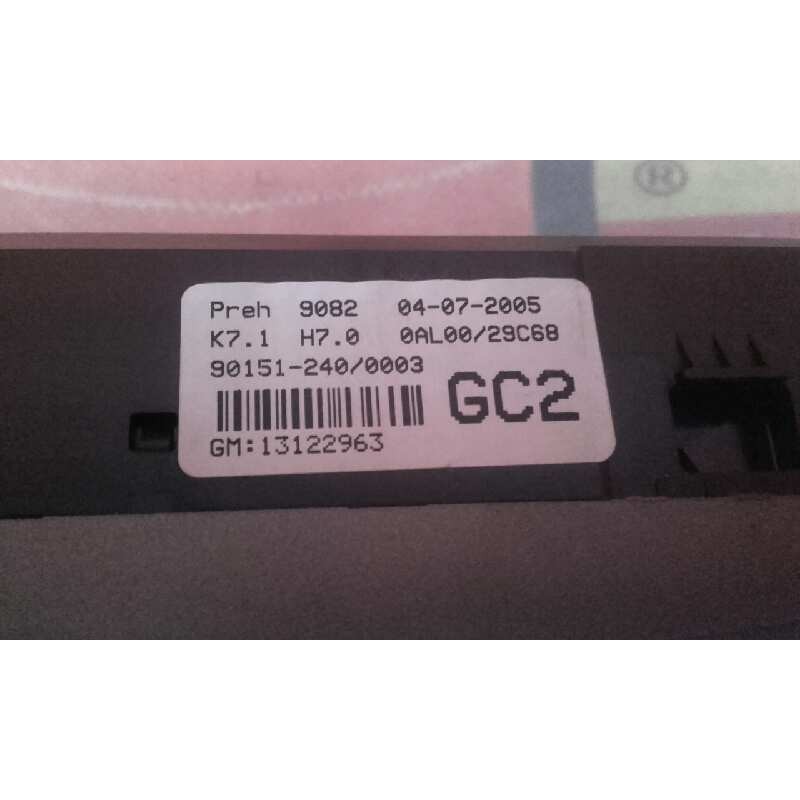 ®
Preh 9082 04-07-2005
K7.1 H7.0 0AL00/29C68
90151-240/0003
GC2
GM:13122963